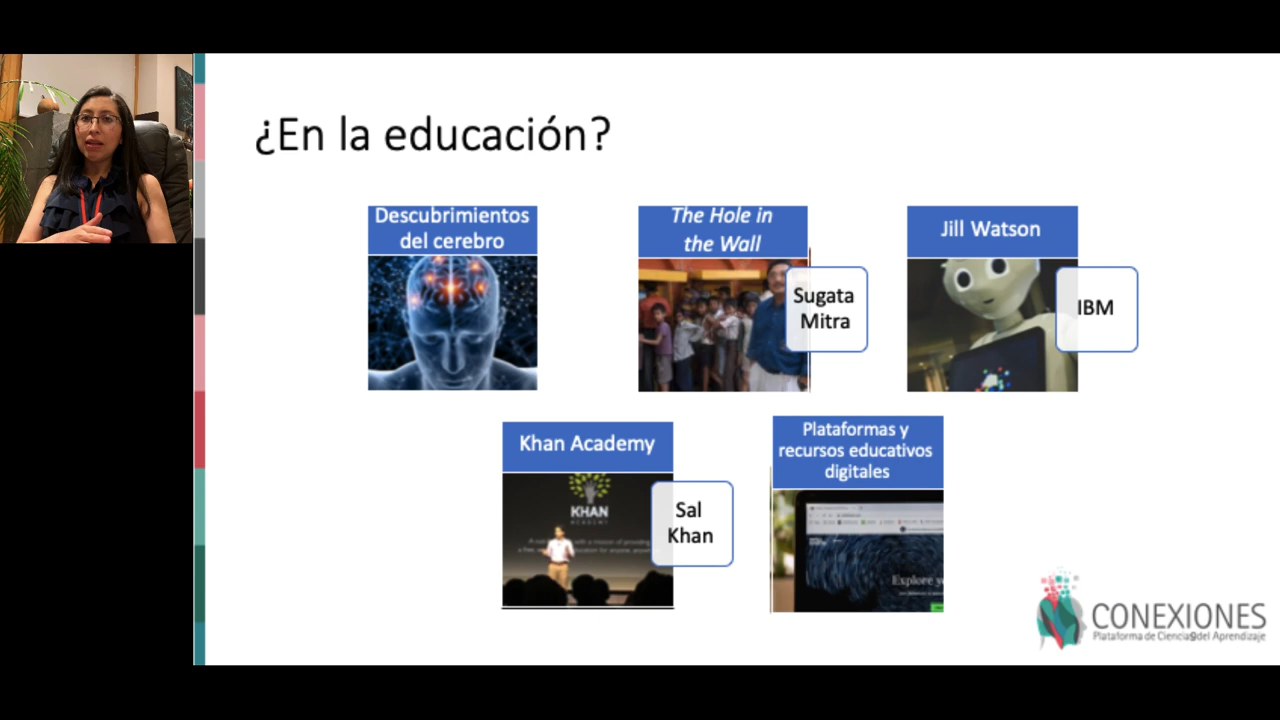 ¿En la educación?
Descubrimientos
del cerebro
The Hole in
the Wall
Sugata
Mitra
Jill Watson
IBM
Khan Academy
KHAN
ACADEMY
Sal
Khan
Plataformas y
recursos educativos
digitales
Explore
CONEXIONES
Plataforma de Ciencias del Aprendizaje
9